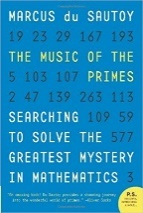 MARCUS DU SAUTOY
19 23 29 167 193
THE MUSIC OF THE
5 103 107 PRIMES
2 47 139 263 113
SEARCHING 109 59
TO SOLVE THE 577
GREATEST MYSTERY
IN MATHEMATICS 3
P.S.